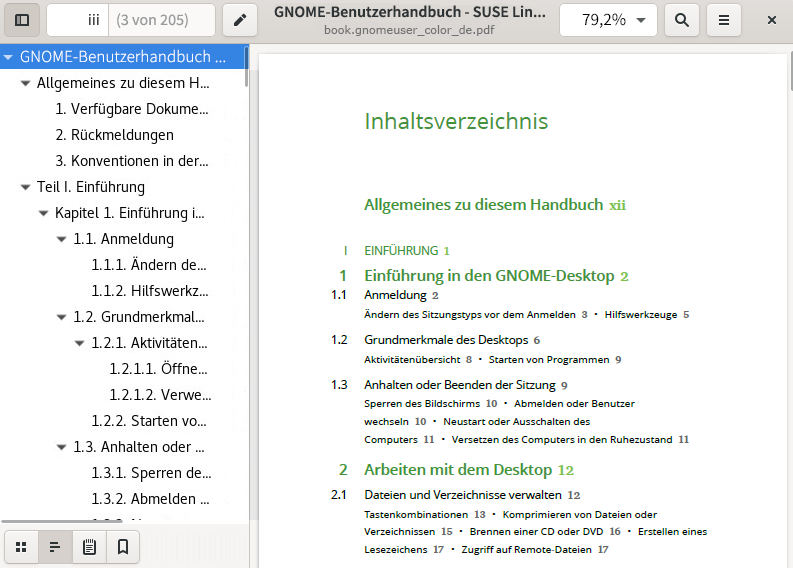 iii (3 von 205)
GNOME-Benutzerhandbuch - SUSE Lin...
book.gnomeuser_color_de.pdf
79,2%
GNOME-Benutzerhandbuch ...
Allgemeines zu diesem H...
1. Verfügbare Dokume...
2. Rückmeldungen
3. Konventionen in der...
Teil I. Einführung
Kapitel 1. Einführung i...
1.1. Anmeldung
1.1.1. Ändern de...
1.1.2. Hilfswerkz...
1.2. Grundmerkmal...
1.2.1. Aktivitäten...
1.2.1.1. Öffne...
1.2.1.2. Verwe...
1.2.2. Starten vo...
1.3. Anhalten oder ...
1.3.1. Sperren de...
1.3.2. Abmelden ...
Inhaltsverzeichnis
Allgemeines zu diesem Handbuch xii
I EINFÜHRUNG 1
1 Einführung in den GNOME-Desktop 2
1.1 Anmeldung 2
Ändern des Sitzungstyps vor dem Anmelden 3 • Hilfswerkzeuge 5
1.2 Grundmerkmale des Desktops 6
Aktivitätenübersicht 8 • Starten von Programmen 9
1.3 Anhalten oder Beenden der Sitzung 9
Sperren des Bildschirms 10 • Abmelden oder Benutzer
wechseln 10 • Neustart oder Ausschalten des
Computers 11 • Versetzen des Computers in den Ruhezustand 11
2 Arbeiten mit dem Desktop 12
2.1 Dateien und Verzeichnisse verwalten 12
Tastenkombinationen 13 • Komprimieren von Dateien oder
Verzeichnissen 15 • Brennen einer CD oder DVD 16 • Erstellen eines
Lesezeichens 17 • Zugriff auf Remote-Dateien 17